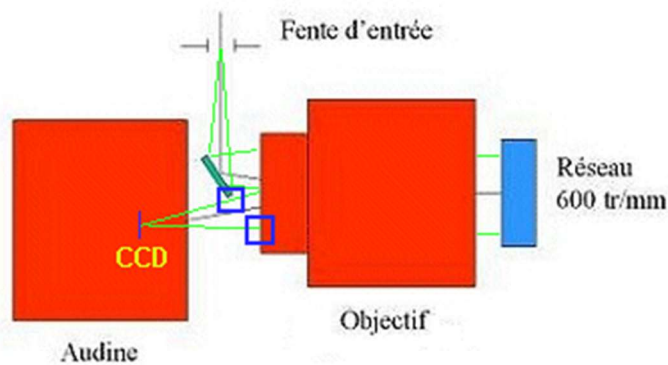 Fente d'entrée
Réseau
600 tr/mm
CCD
Objectif
Audine